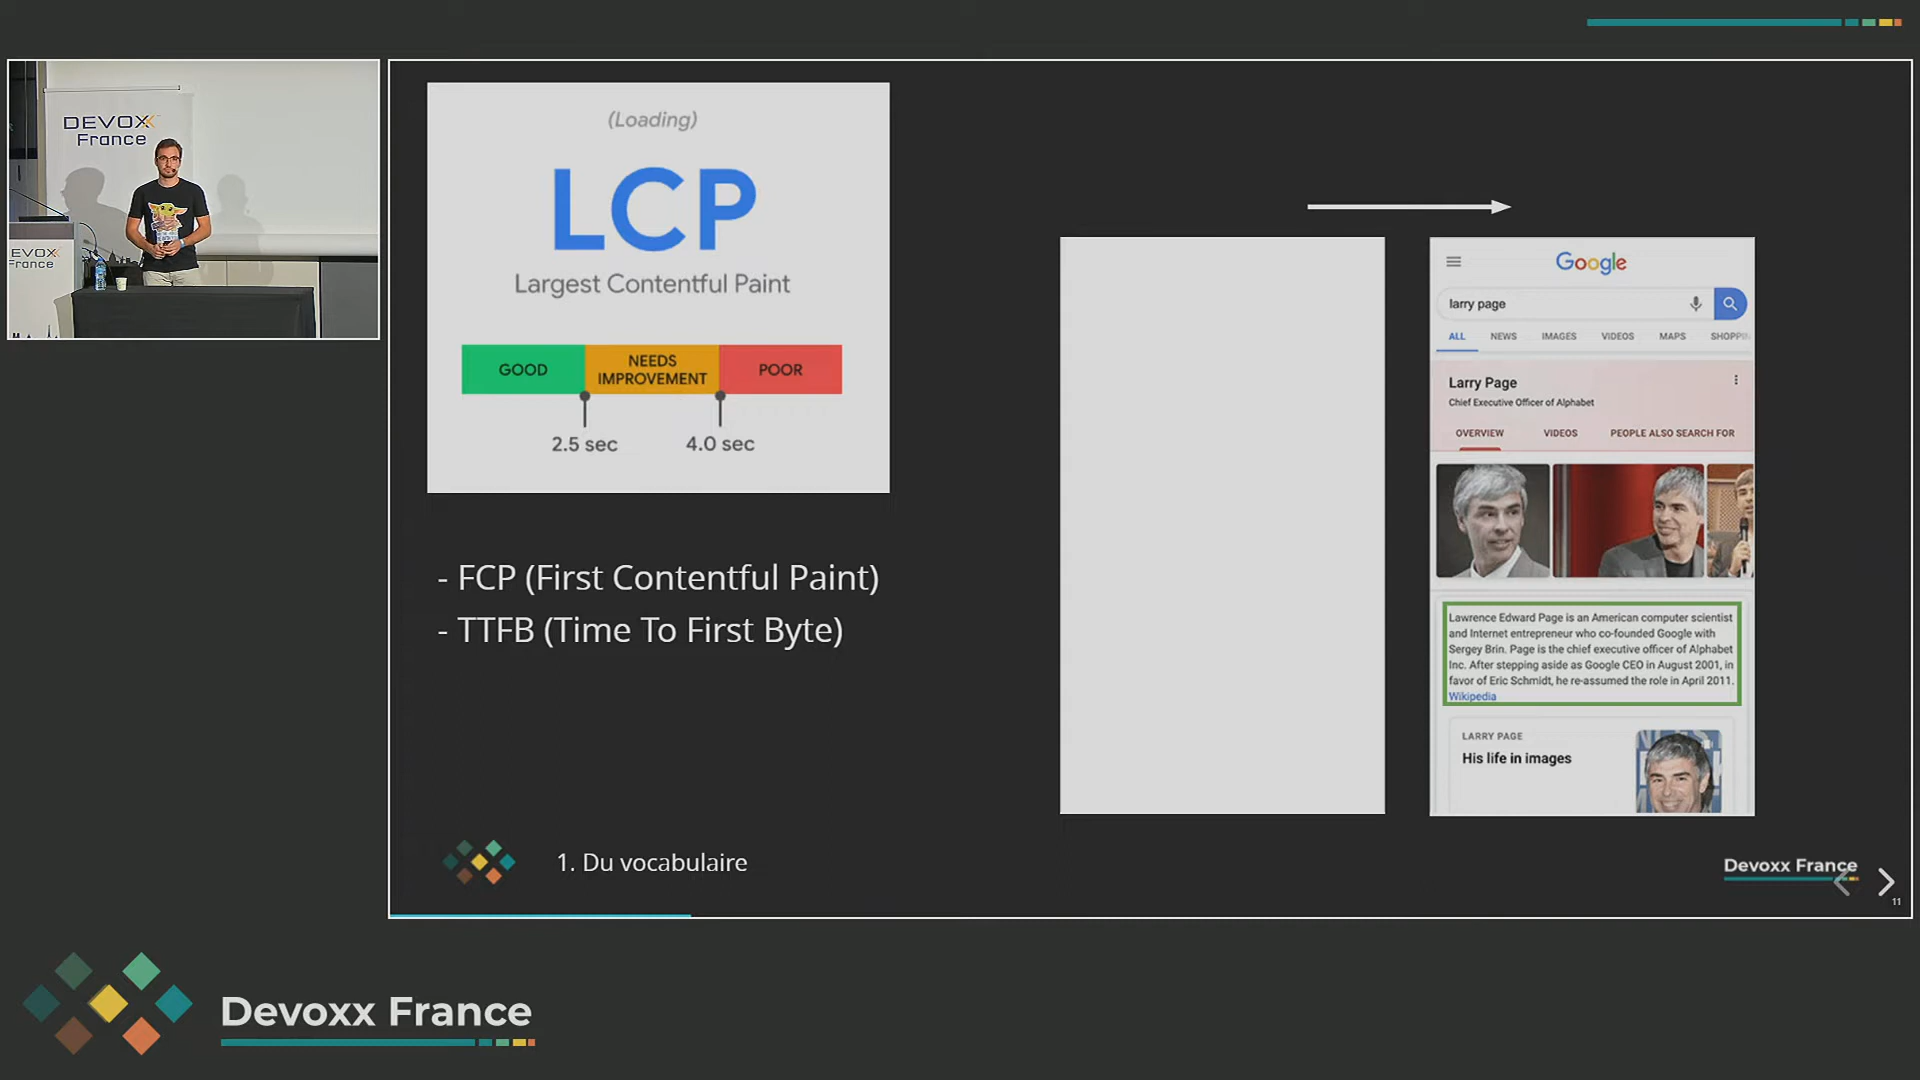 DEVOXX
France
EVOXX
France
(Loading)
LCP
Largest Contentful Paint
GOOD
NEEDS
IMPROVEMENT
POOR
2.5 sec
4.0 sec
- FCP (First Contentful Paint)
- TTFB (Time To First Byte)
Google
larry page
ALL NEWS IMAGES VIDEOS MAPS SHOPPIN
Larry Page
Chief Executive Officer of Alphabet
OVERVIEW VIDEOS PEOPLE ALSO SEARCH FOR
Lawrence Edward Page is an American computer scientist
and Internet entrepreneur who co-founded Google with
Sergey Brin. Page is the chief executive officer of Alphabet
Inc. After stepping aside as Google CEO in August 2001, in
favor of Eric Schmidt, he re-assumed the role in April 2011.
Wikipedia
LARRY PAGE
His life in images
1. Du vocabulaire
Devoxx France
11
Devoxx France